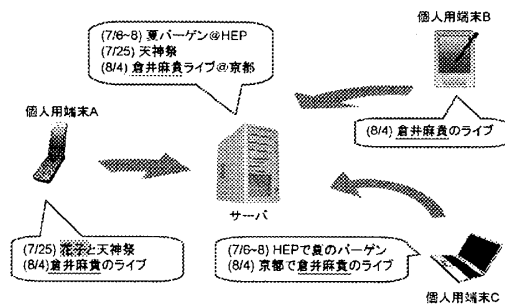 (7/6~8) 夏バーゲン@HEP
(7/25) 天神祭
(8/4) 倉井麻貴ライブ@京都
個人用端末B
(8/4) 倉井麻貴のライブ
個人用端末A
サーバ
(7/25) 花子と天神祭
(8/4)倉井麻貴のライブ
(7/6~8) HEPで夏のバーゲン
(8/4) 京都で倉井麻貴のライブ
個人用端末C